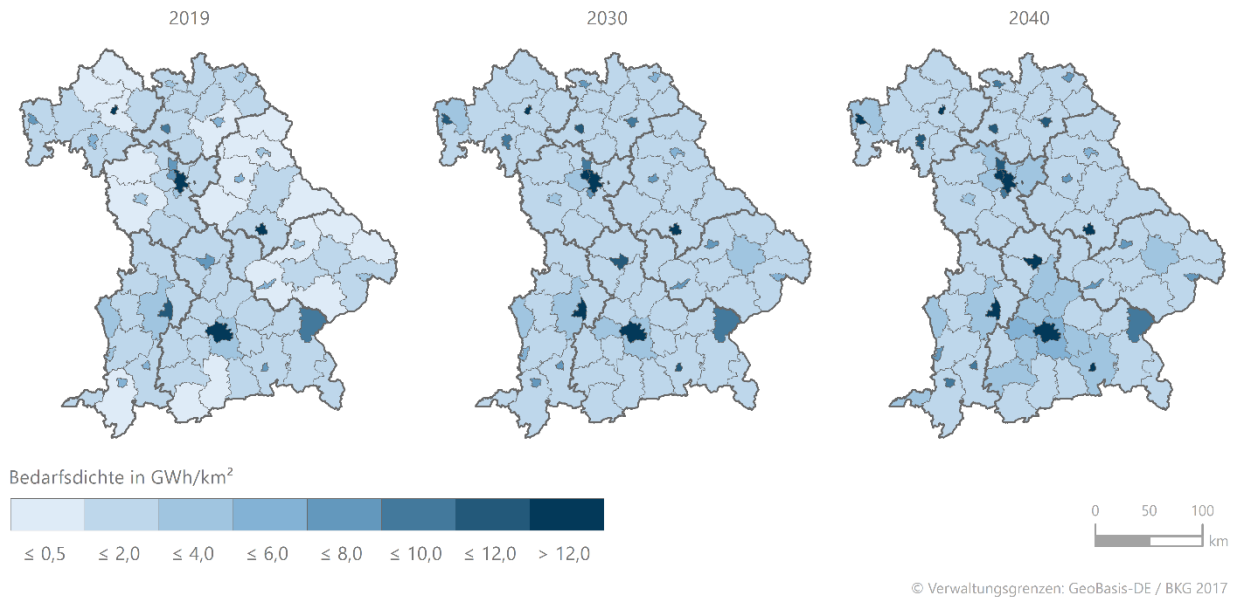 2019 2030 2040
Bedarfsdichte in GWh/km²
≤ 0,5 ≤ 2,0 ≤ 4,0 ≤ 6,0 ≤ 8,0 ≤ 10,0 ≤ 12,0 > 12,0
0 50 100
km
© Verwaltungsgrenzen: GeoBasis-DE / BKG 2017